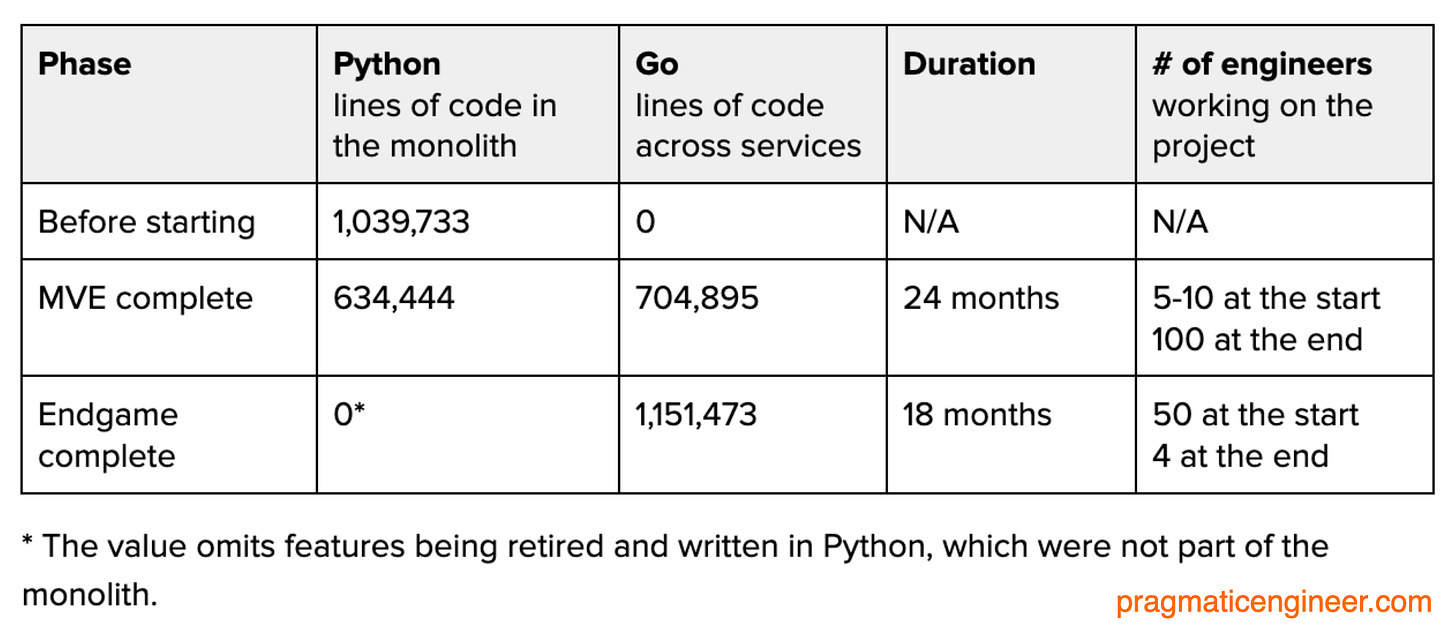 Phase
Python
lines of code in
the monolith
Go
lines of code
across services
Duration
# of engineers
working on the
project
Before starting
1,039,733
0
N/A
N/A
MVE complete
634,444
704,895
24 months
5-10 at the start
100 at the end
Endgame
complete
0*
1,151,473
18 months
50 at the start
4 at the end
* The value omits features being retired and written in Python, which were not part of the
monolith.
pragmaticengineer.com